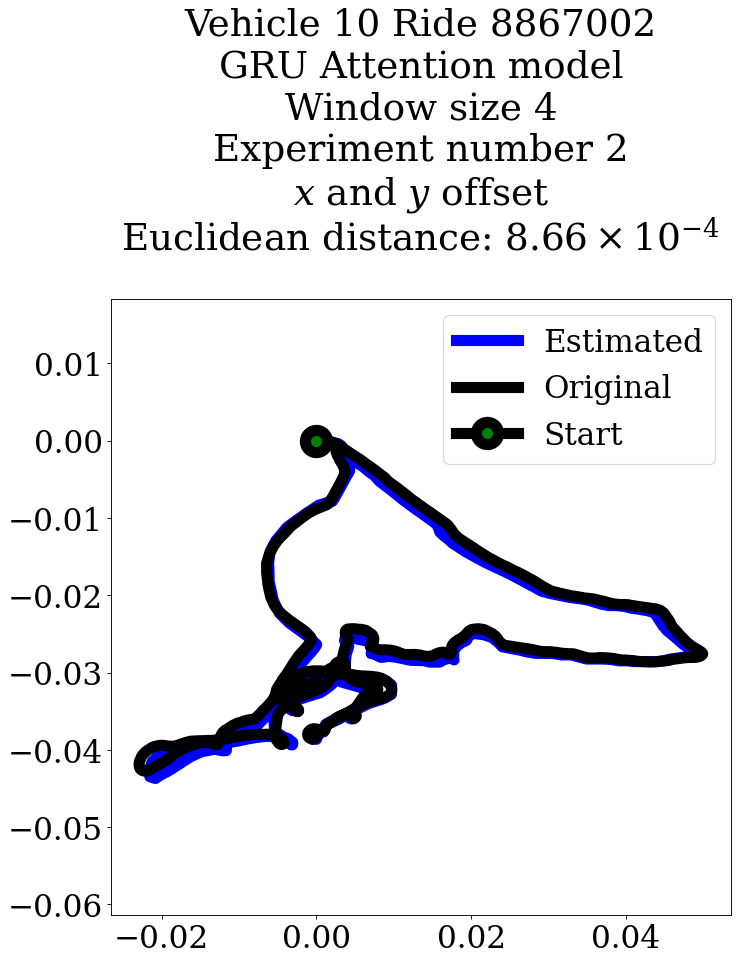 Vehicle 10 Ride 8867002
GRU Attention model
Window size 4
Experiment number 2
x and y offset
Euclidean distance: 8.66 × 10⁻⁴
Estimated
Original
Start
0.01
0.00
−0.01
−0.02
−0.03
−0.04
−0.05
−0.06
−0.02 0.00 0.02 0.04